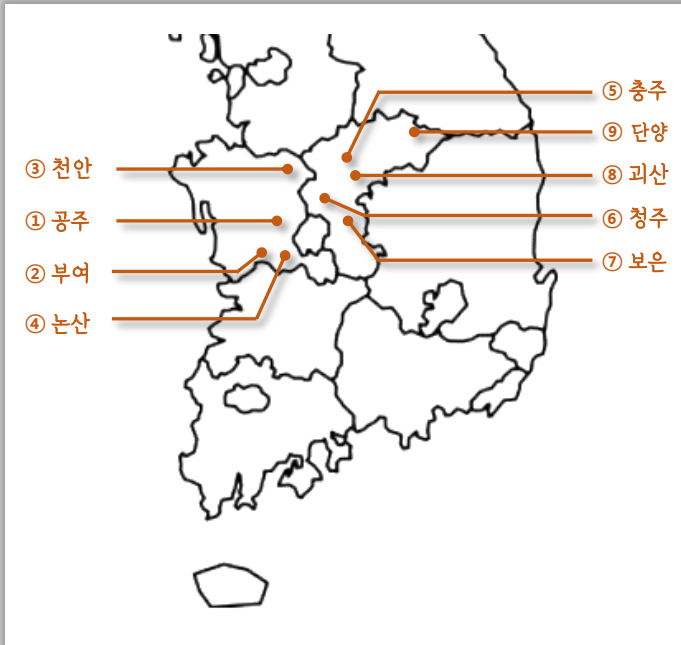 ⑤ 충주
⑨ 단양
③ 천안
⑧ 괴산
① 공주
⑥ 청주
② 부여
⑦ 보은
④ 논산